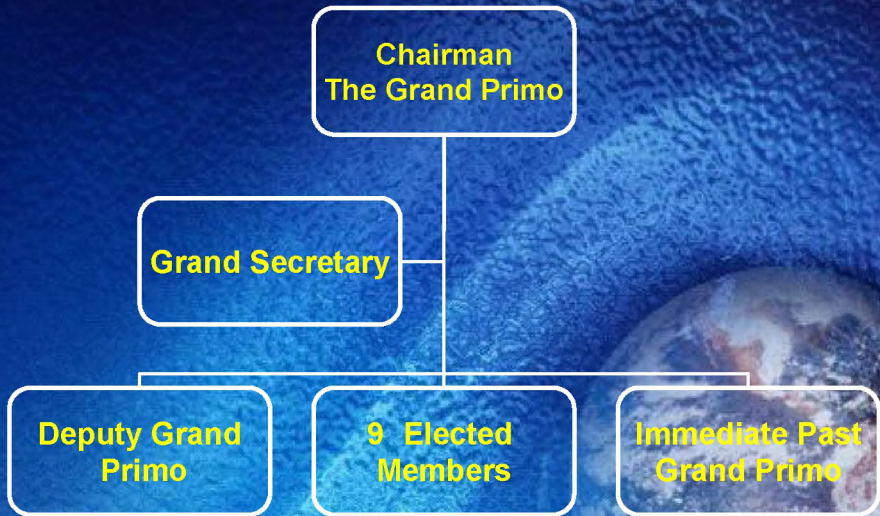 Chairman
The Grand Primo
Grand Secretary
Deputy Grand
Primo
9 Elected
Members
Immediate Past
Grand Primo